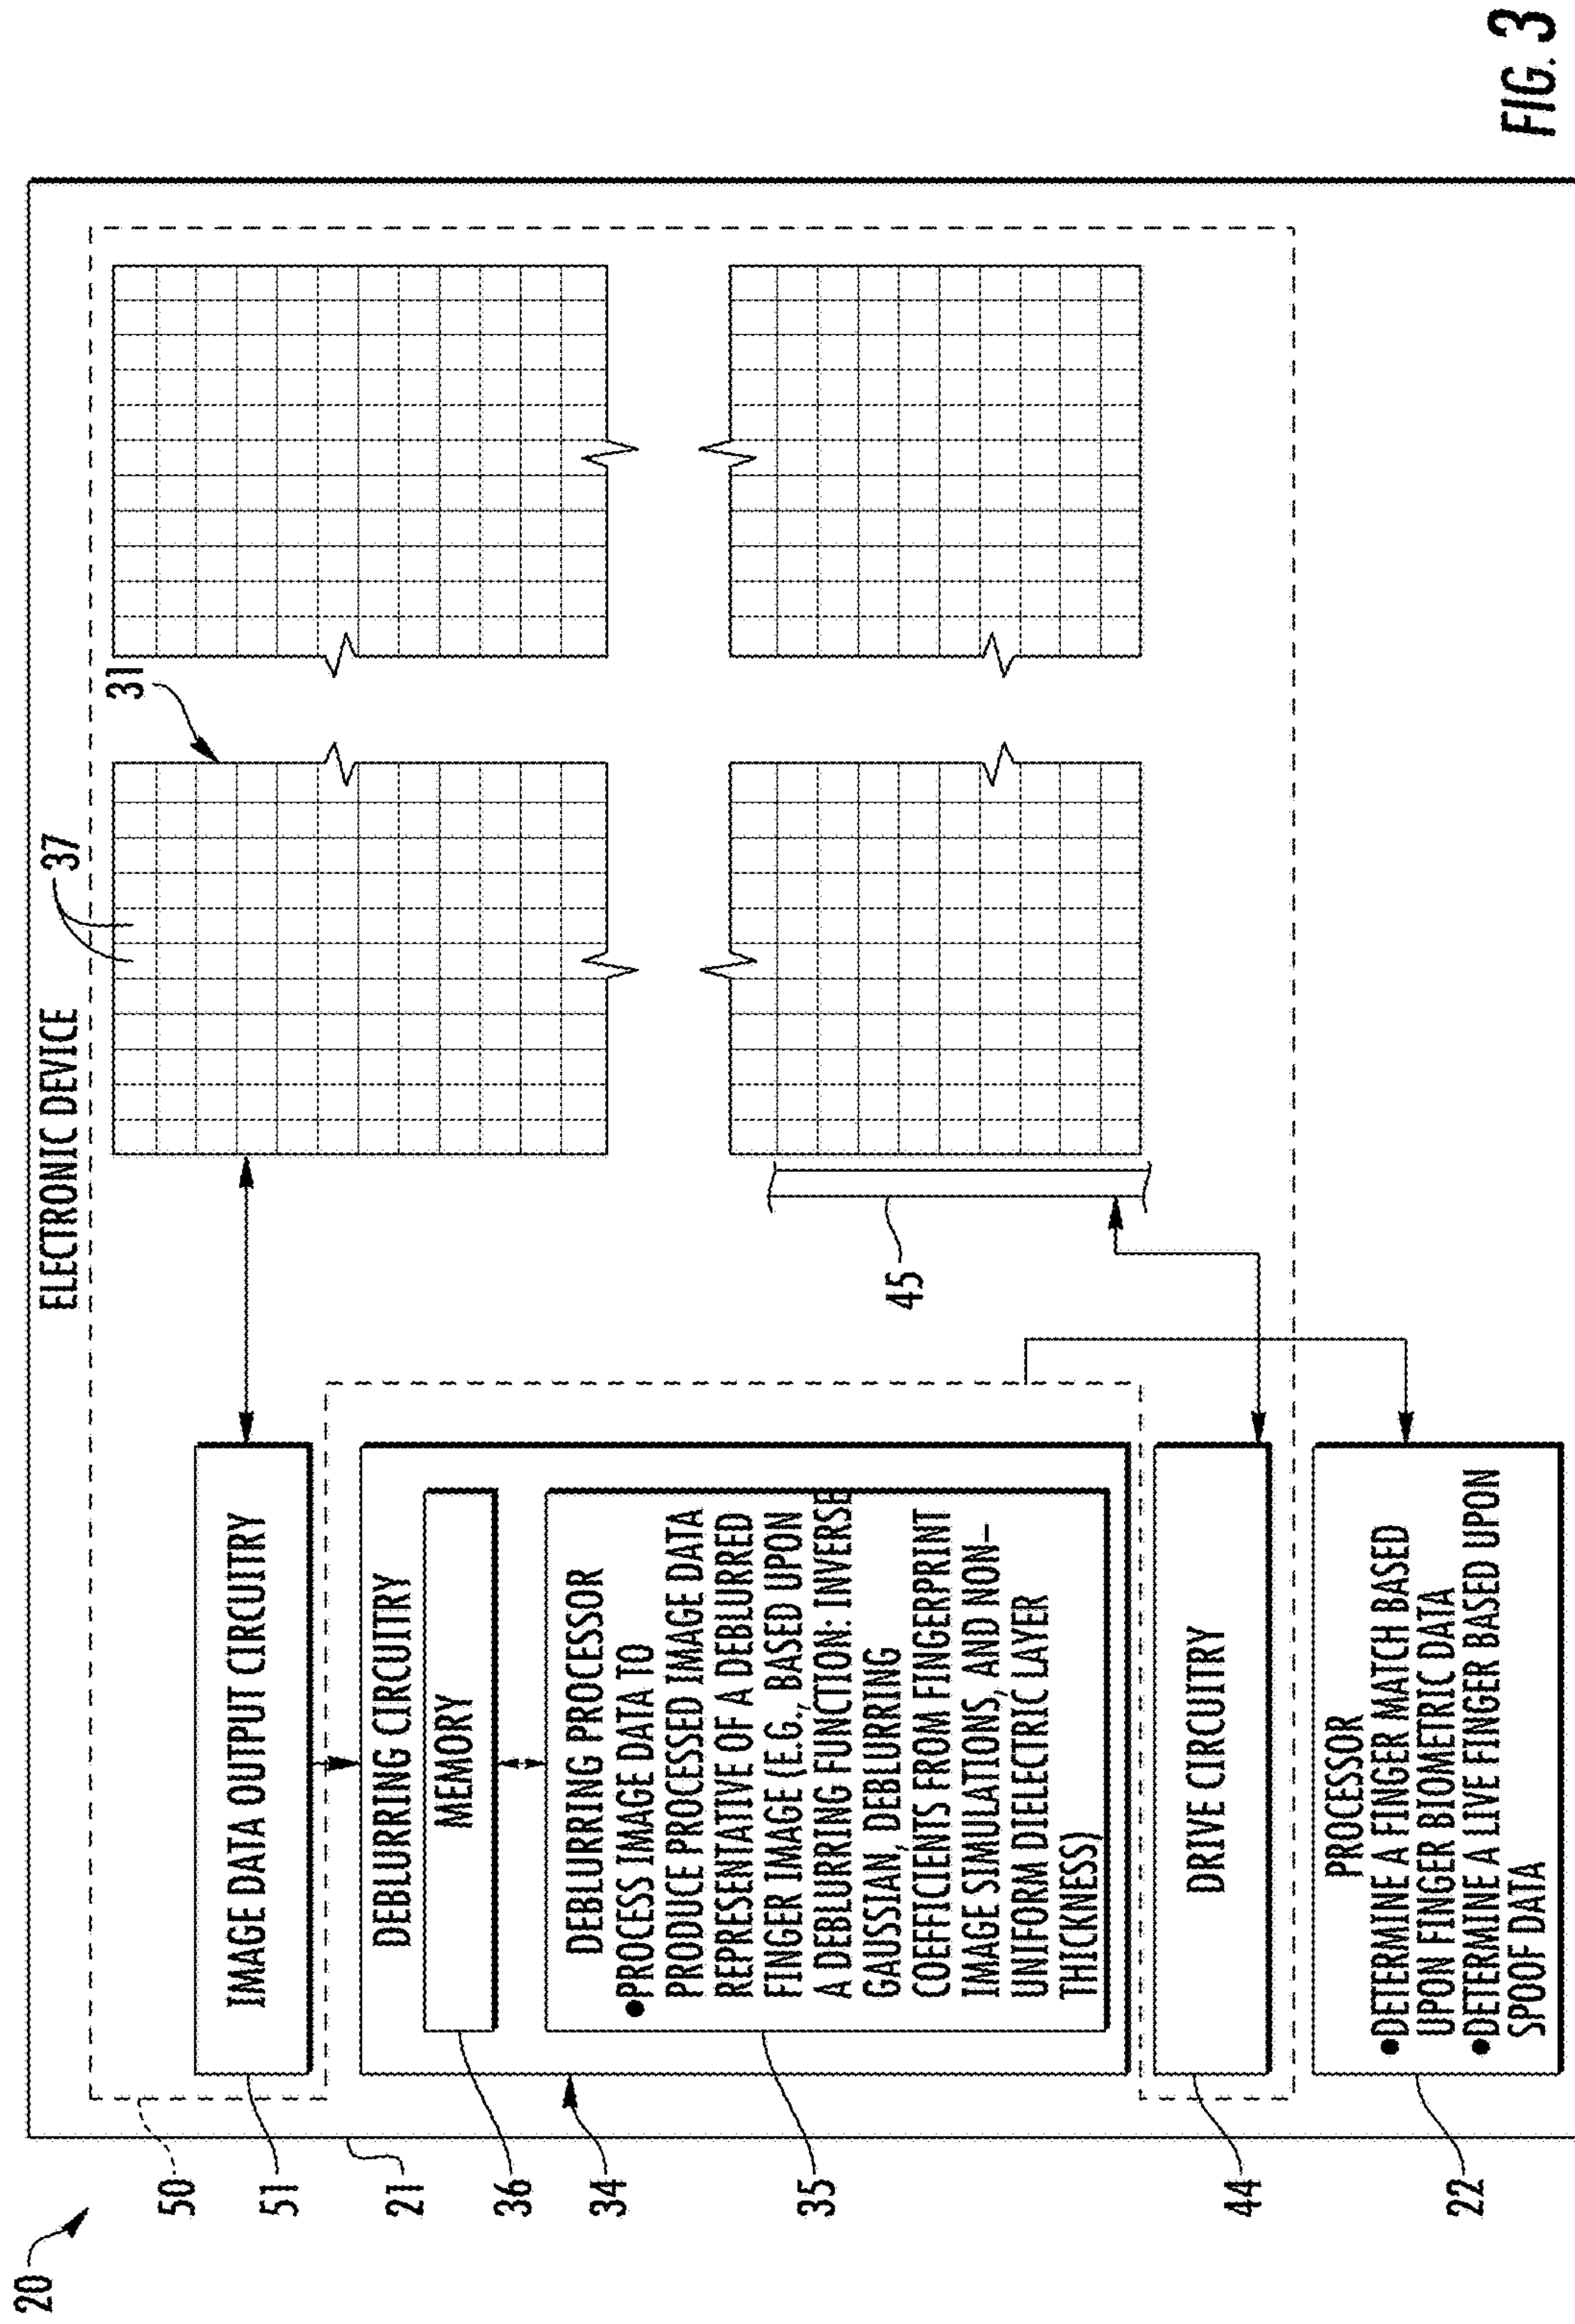 20
ELECTRONIC DEVICE
37
31
50
51
IMAGE DATA OUTPUT CIRCUITRY
21
DEBLURRING CIRCUITRY
36
MEMORY
34
DEBLURRING PROCESSOR
●PROCESS IMAGE DATA TO
PRODUCE PROCESSED IMAGE DATA
REPRESENTATIVE OF A DEBLURRED
FINGER IMAGE (E.G., BASED UPON
A DEBLURRING FUNCTION: INVERSE
GAUSSIAN, DEBLURRING
COEFFICIENTS FROM FINGERPRINT
IMAGE SIMULATIONS, AND NON–
UNIFORM DIELECTRIC LAYER
THICKNESS)
35
45
44
DRIVE CIRCUITRY
22
PROCESSOR
●DETERMINE A FINGER MATCH BASED
UPON FINGER BIOMETRIC DATA
●DETERMINE A LIVE FINGER BASED UPON
SPOOF DATA
FIG. 3